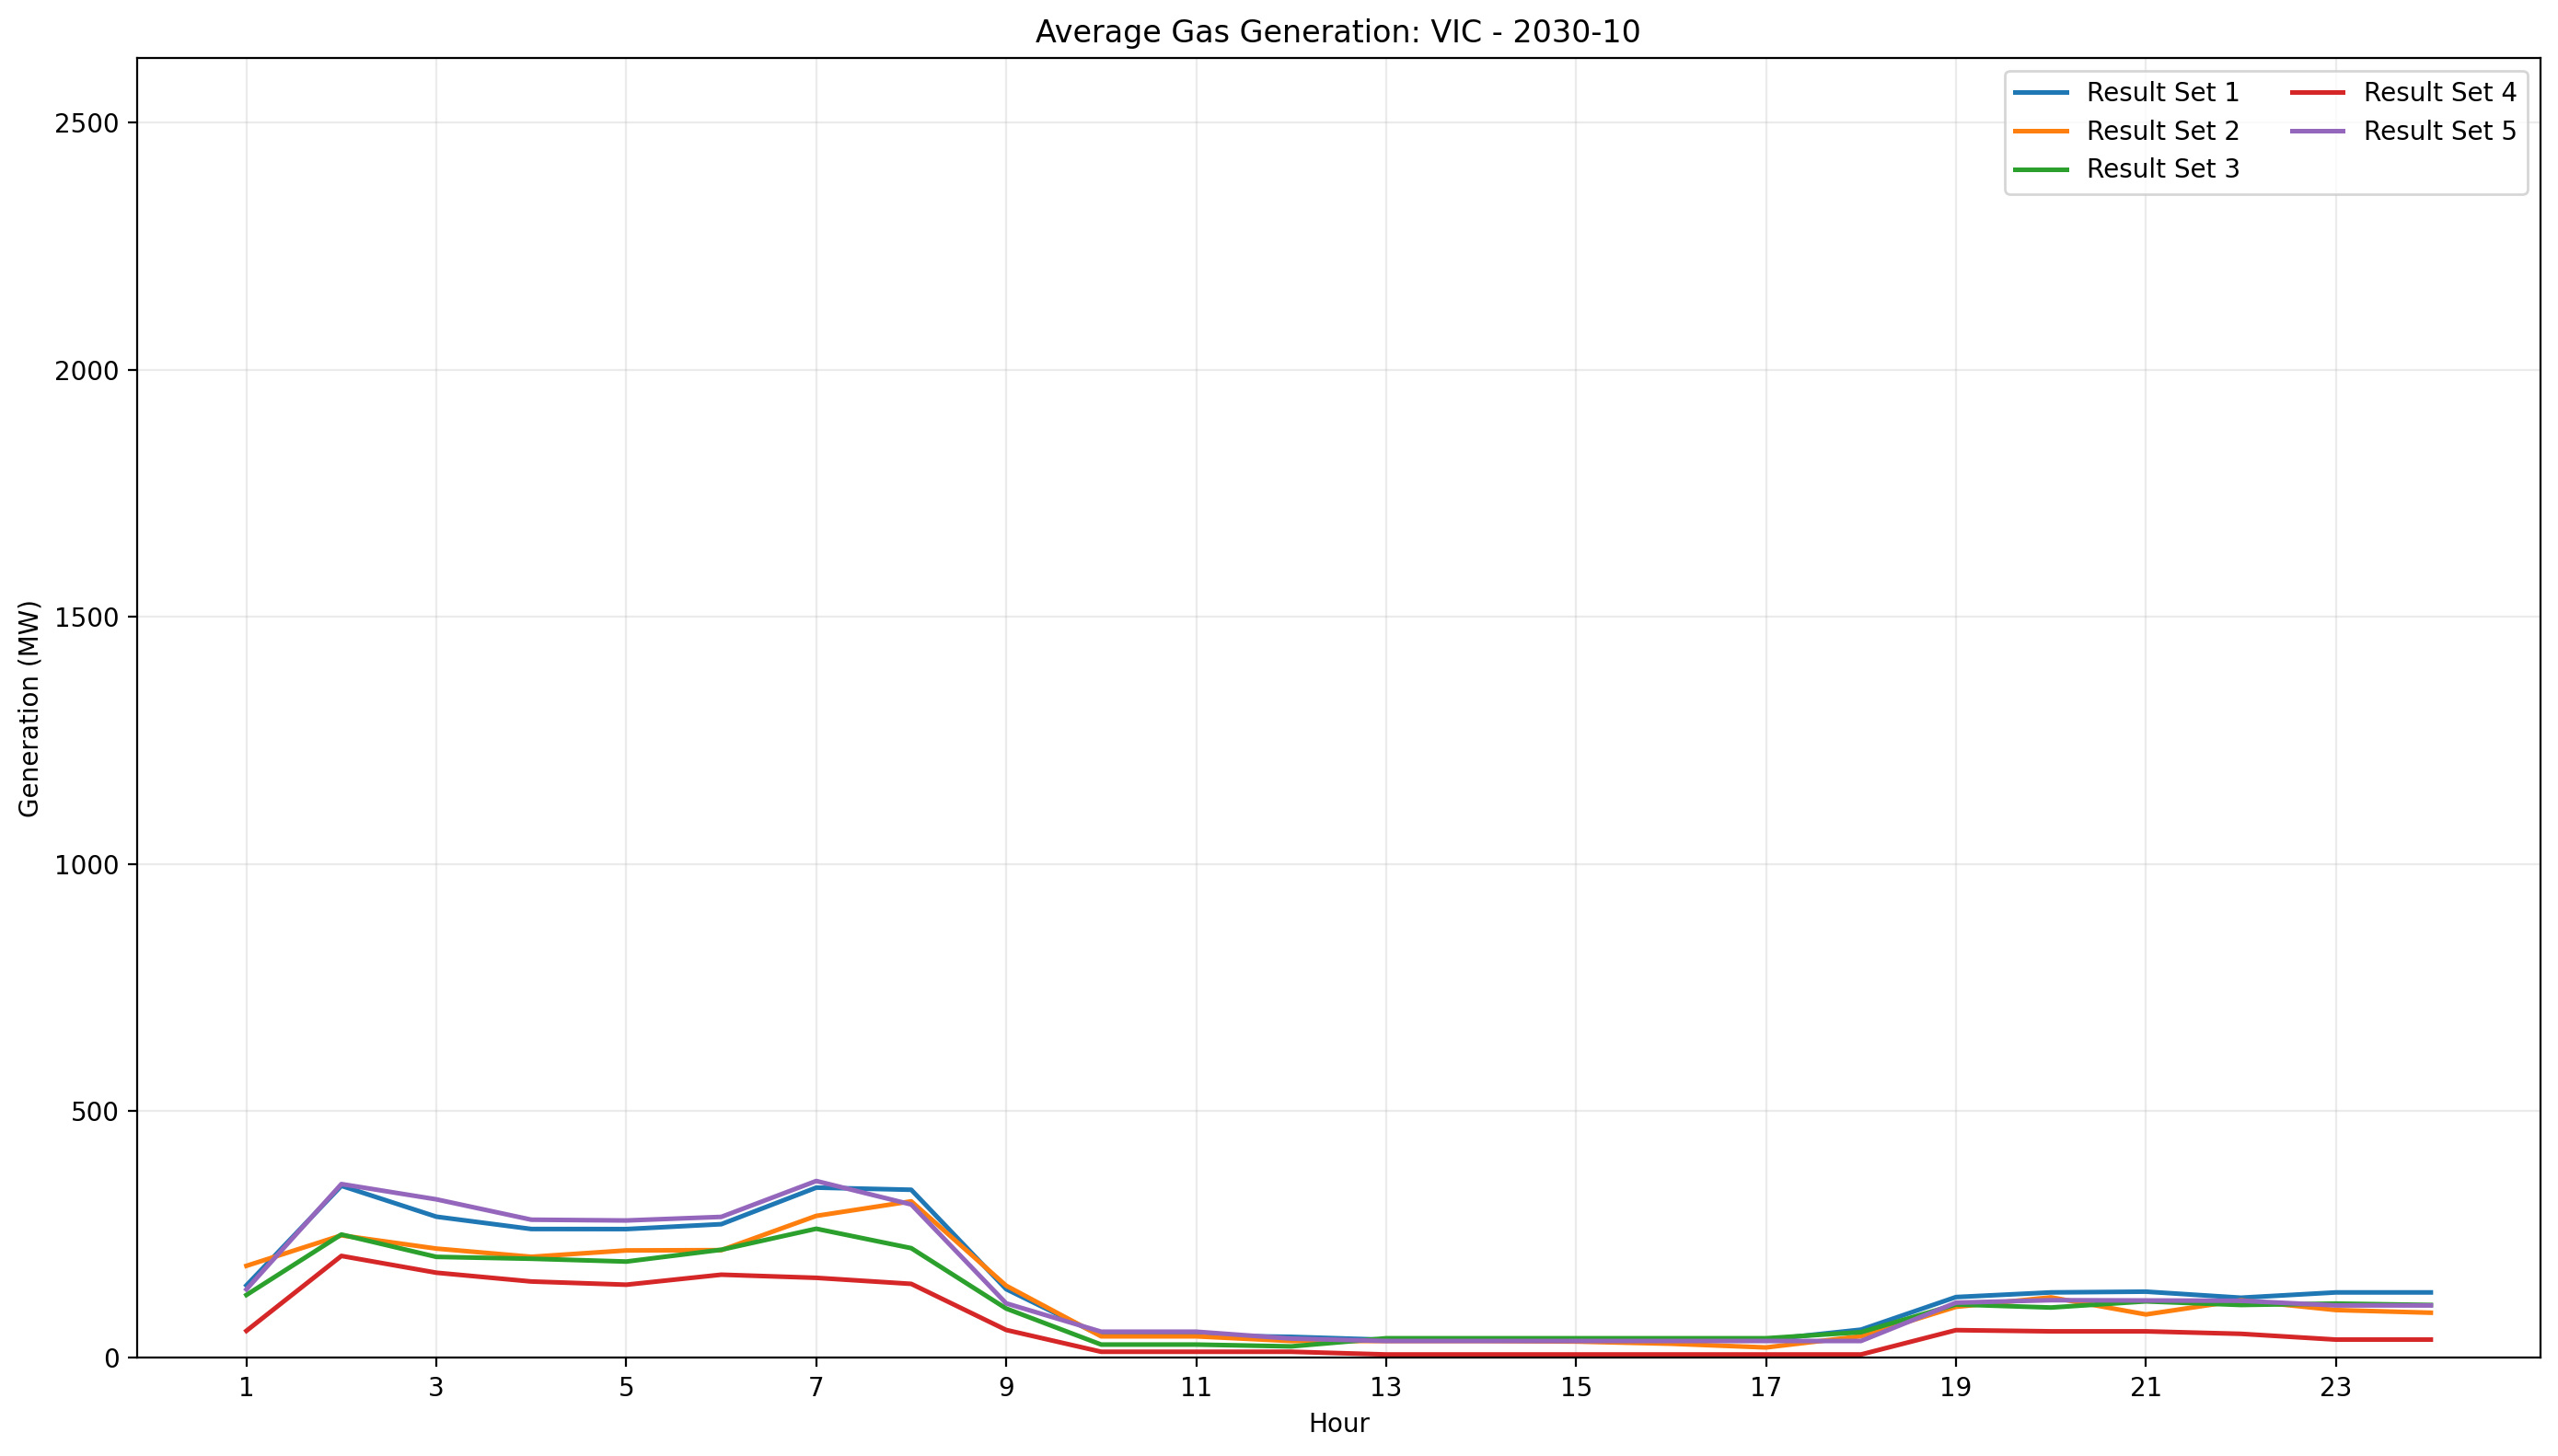 Average Gas Generation: VIC - 2030-10
Result Set 1
Result Set 2
Result Set 3
Result Set 4
Result Set 5
Generation (MW)
2500
2000
1500
1000
500
0
1 3 5 7 9 11 13 15 17 19 21 23
Hour